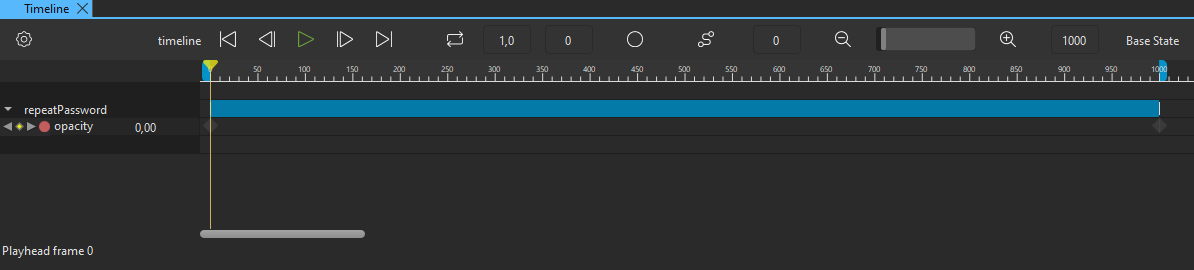 Timeline
timeline 1,0 0 0 1000 Base State
50 100 150 200 250 300 350 400 450 500 550 600 650 700 750 800 850 900 950 1000
repeatPassword
opacity 0,00
Playhead frame 0